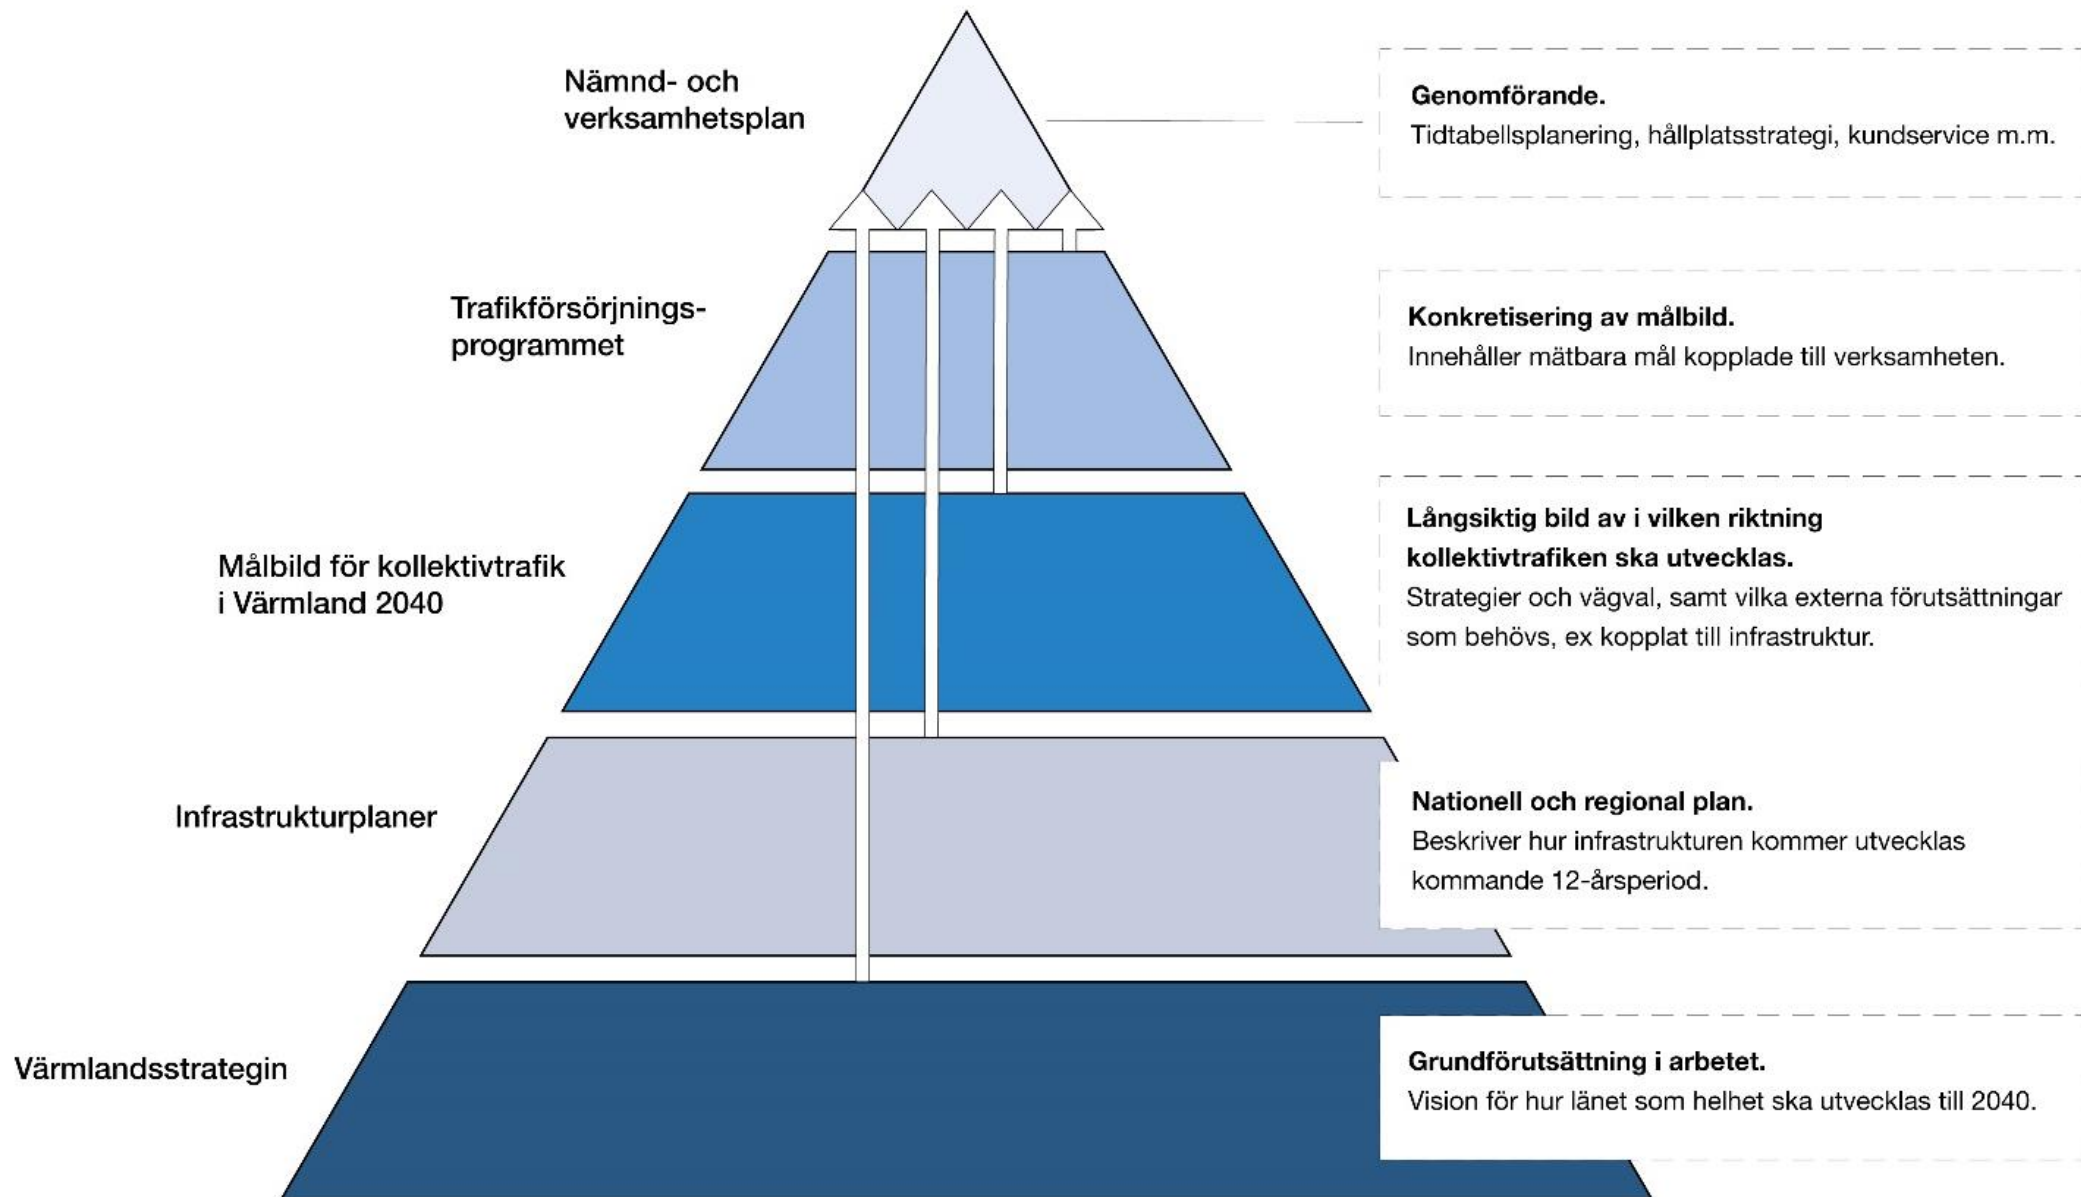 Nämnd- och
verksamhetsplan
Genomförande.
Tidtabellsplanering, hållplatsstrategi, kundservice m.m.
Trafikförsörjnings-
programmet
Konkretisering av målbild.
Innehåller mätbara mål kopplade till verksamheten.
Målbild för kollektivtrafik
i Värmland 2040
Långsiktig bild av i vilken riktning
kollektivtrafiken ska utvecklas.
Strategier och vägval, samt vilka externa förutsättningar
som behövs, ex kopplat till infrastruktur.
Infrastrukturplaner
Nationell och regional plan.
Beskriver hur infrastrukturen kommer utvecklas
kommande 12-årsperiod.
Värmlandsstrategin
Grundförutsättning i arbetet.
Vision för hur länet som helhet ska utvecklas till 2040.